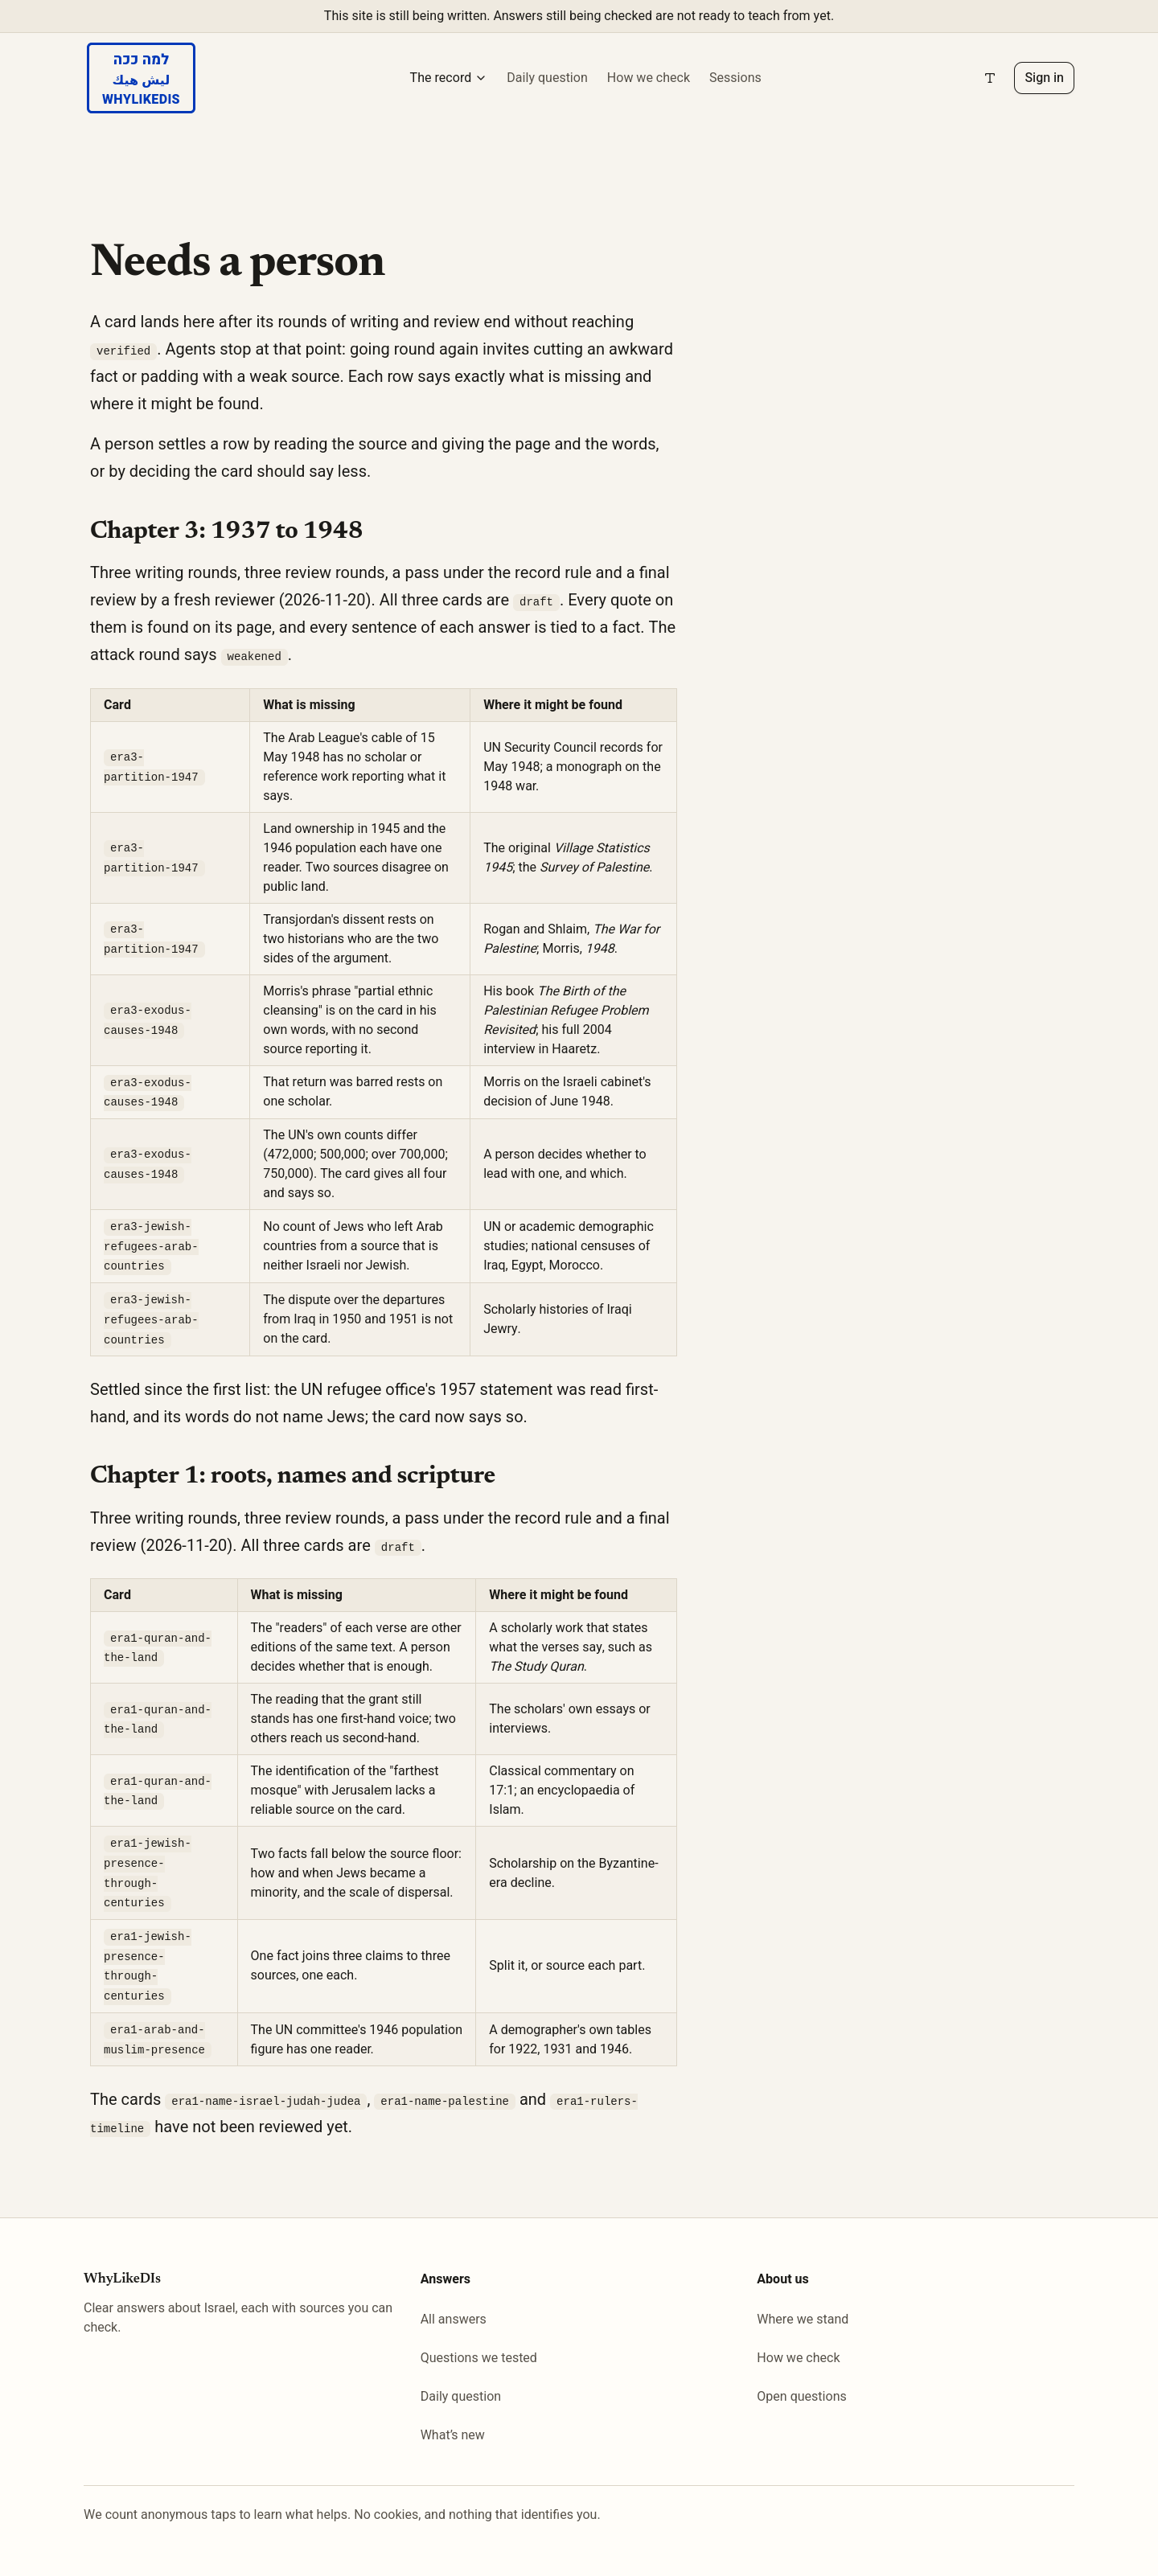 This site is still being written. Answers still being checked are not ready to teach from yet.
למה ככה
ليش هيك
WHYLIKEDIS
The record
Daily question
How we check
Sessions
T
Sign in
Needs a person
A card lands here after its rounds of writing and review end without reaching
verified. Agents stop at that point: going round again invites cutting an awkward
fact or padding with a weak source. Each row says exactly what is missing and
where it might be found.
A person settles a row by reading the source and giving the page and the words,
or by deciding the card should say less.
Chapter 3: 1937 to 1948
Three writing rounds, three review rounds, a pass under the record rule and a final
review by a fresh reviewer (2026-11-20). All three cards are draft. Every quote on
them is found on its page, and every sentence of each answer is tied to a fact. The
attack round says weakened.
Card
What is missing
Where it might be found
era3-
partition-1947
The Arab League's cable of 15
May 1948 has no scholar or
reference work reporting what it
says.
UN Security Council records for
May 1948; a monograph on the
1948 war.
era3-
partition-1947
Land ownership in 1945 and the
1946 population each have one
reader. Two sources disagree on
public land.
The original Village Statistics
1945; the Survey of Palestine.
era3-
partition-1947
Transjordan's dissent rests on
two historians who are the two
sides of the argument.
Rogan and Shlaim, The War for
Palestine; Morris, 1948.
era3-exodus-
causes-1948
Morris's phrase "partial ethnic
cleansing" is on the card in his
own words, with no second
source reporting it.
His book The Birth of the
Palestinian Refugee Problem
Revisited; his full 2004
interview in Haaretz.
era3-exodus-
causes-1948
That return was barred rests on
one scholar.
Morris on the Israeli cabinet's
decision of June 1948.
era3-exodus-
causes-1948
The UN's own counts differ
(472,000; 500,000; over 700,000;
750,000). The card gives all four
and says so.
A person decides whether to
lead with one, and which.
era3-jewish-
refugees-arab-
countries
No count of Jews who left Arab
countries from a source that is
neither Israeli nor Jewish.
UN or academic demographic
studies; national censuses of
Iraq, Egypt, Morocco.
era3-jewish-
refugees-arab-
countries
The dispute over the departures
from Iraq in 1950 and 1951 is not
on the card.
Scholarly histories of Iraqi
Jewry.
Settled since the first list: the UN refugee office's 1957 statement was read first-
hand, and its words do not name Jews; the card now says so.
Chapter 1: roots, names and scripture
Three writing rounds, three review rounds, a pass under the record rule and a final
review (2026-11-20). All three cards are draft.
Card
What is missing
Where it might be found
era1-quran-and-
the-land
The "readers" of each verse are other
editions of the same text. A person
decides whether that is enough.
A scholarly work that states
what the verses say, such as
The Study Quran.
era1-quran-and-
the-land
The reading that the grant still
stands has one first-hand voice; two
others reach us second-hand.
The scholars' own essays or
interviews.
era1-quran-and-
the-land
The identification of the "farthest
mosque" with Jerusalem lacks a
reliable source on the card.
Classical commentary on
17:1; an encyclopaedia of
Islam.
era1-jewish-
presence-
through-
centuries
Two facts fall below the source floor:
how and when Jews became a
minority, and the scale of dispersal.
Scholarship on the Byzantine-
era decline.
era1-jewish-
presence-
through-
centuries
One fact joins three claims to three
sources, one each.
Split it, or source each part.
era1-arab-and-
muslim-presence
The UN committee's 1946 population
figure has one reader.
A demographer's own tables
for 1922, 1931 and 1946.
The cards era1-name-israel-judah-judea, era1-name-palestine and era1-rulers-
timeline have not been reviewed yet.
WhyLikeDIs
Clear answers about Israel, each with sources you can
check.
Answers
All answers
Questions we tested
Daily question
What's new
About us
Where we stand
How we check
Open questions
We count anonymous taps to learn what helps. No cookies, and nothing that identifies you.